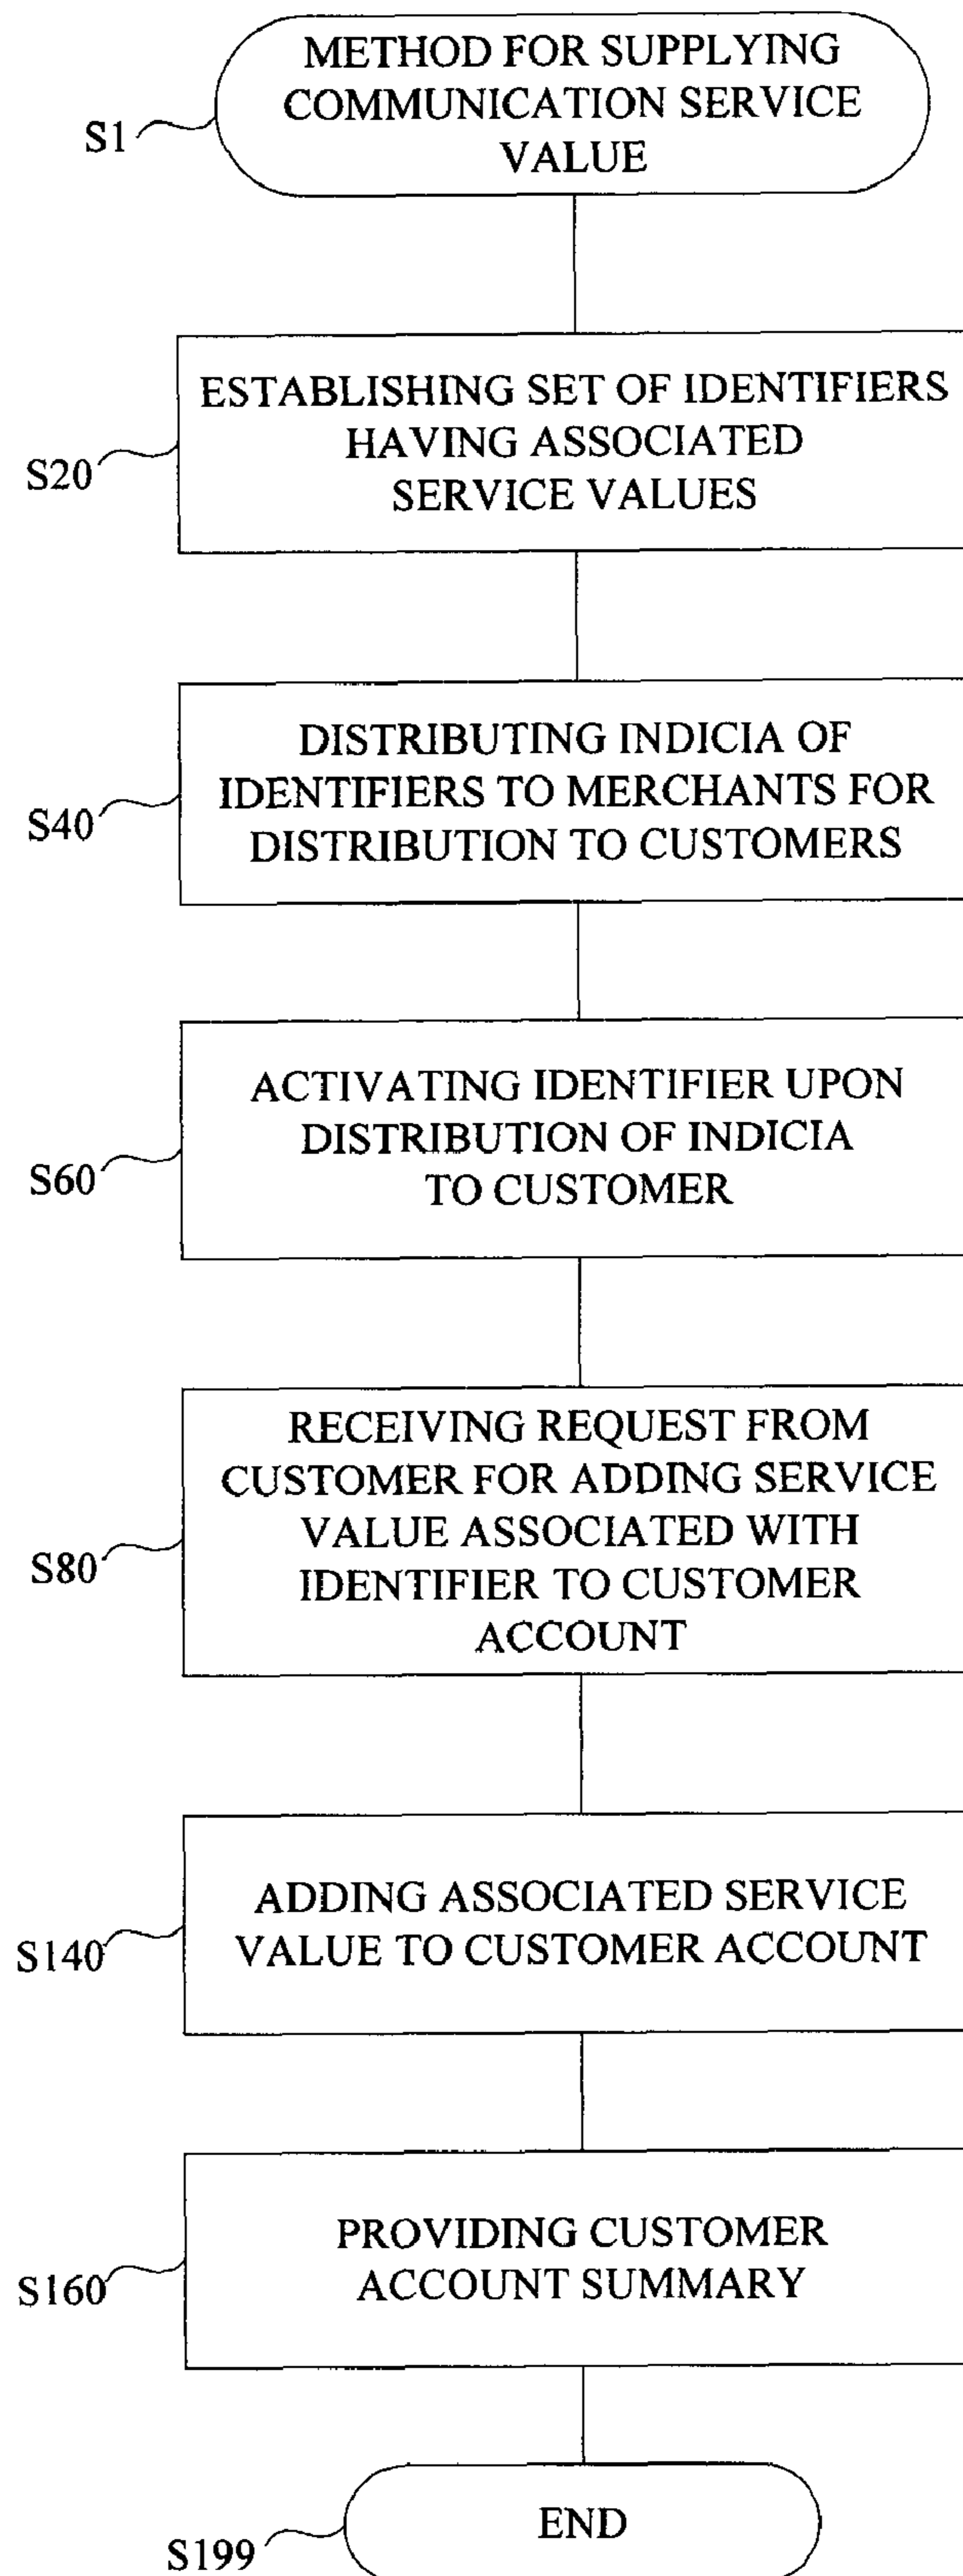 METHOD FOR SUPPLYING
COMMUNICATION SERVICE
VALUE
S1
ESTABLISHING SET OF IDENTIFIERS
HAVING ASSOCIATED
SERVICE VALUES
S20
DISTRIBUTING INDICIA OF
IDENTIFIERS TO MERCHANTS FOR
DISTRIBUTION TO CUSTOMERS
S40
ACTIVATING IDENTIFIER UPON
DISTRIBUTION OF INDICIA
TO CUSTOMER
S60
RECEIVING REQUEST FROM
CUSTOMER FOR ADDING SERVICE
VALUE ASSOCIATED WITH
IDENTIFIER TO CUSTOMER
ACCOUNT
S80
ADDING ASSOCIATED SERVICE
VALUE TO CUSTOMER ACCOUNT
S140
PROVIDING CUSTOMER
ACCOUNT SUMMARY
S160
END
S199